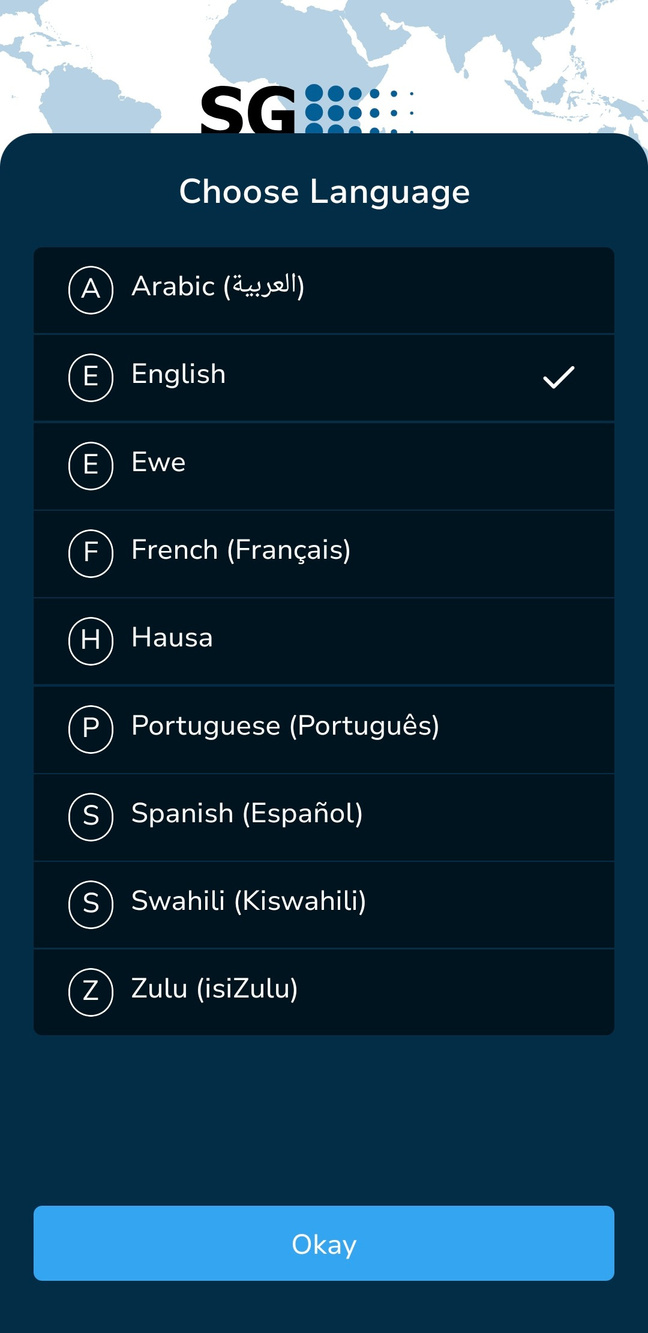 SG
Choose Language
A Arabic (العربية)
E English
E Ewe
F French (Français)
H Hausa
P Portuguese (Português)
S Spanish (Español)
S Swahili (Kiswahili)
Z Zulu (isiZulu)
Okay